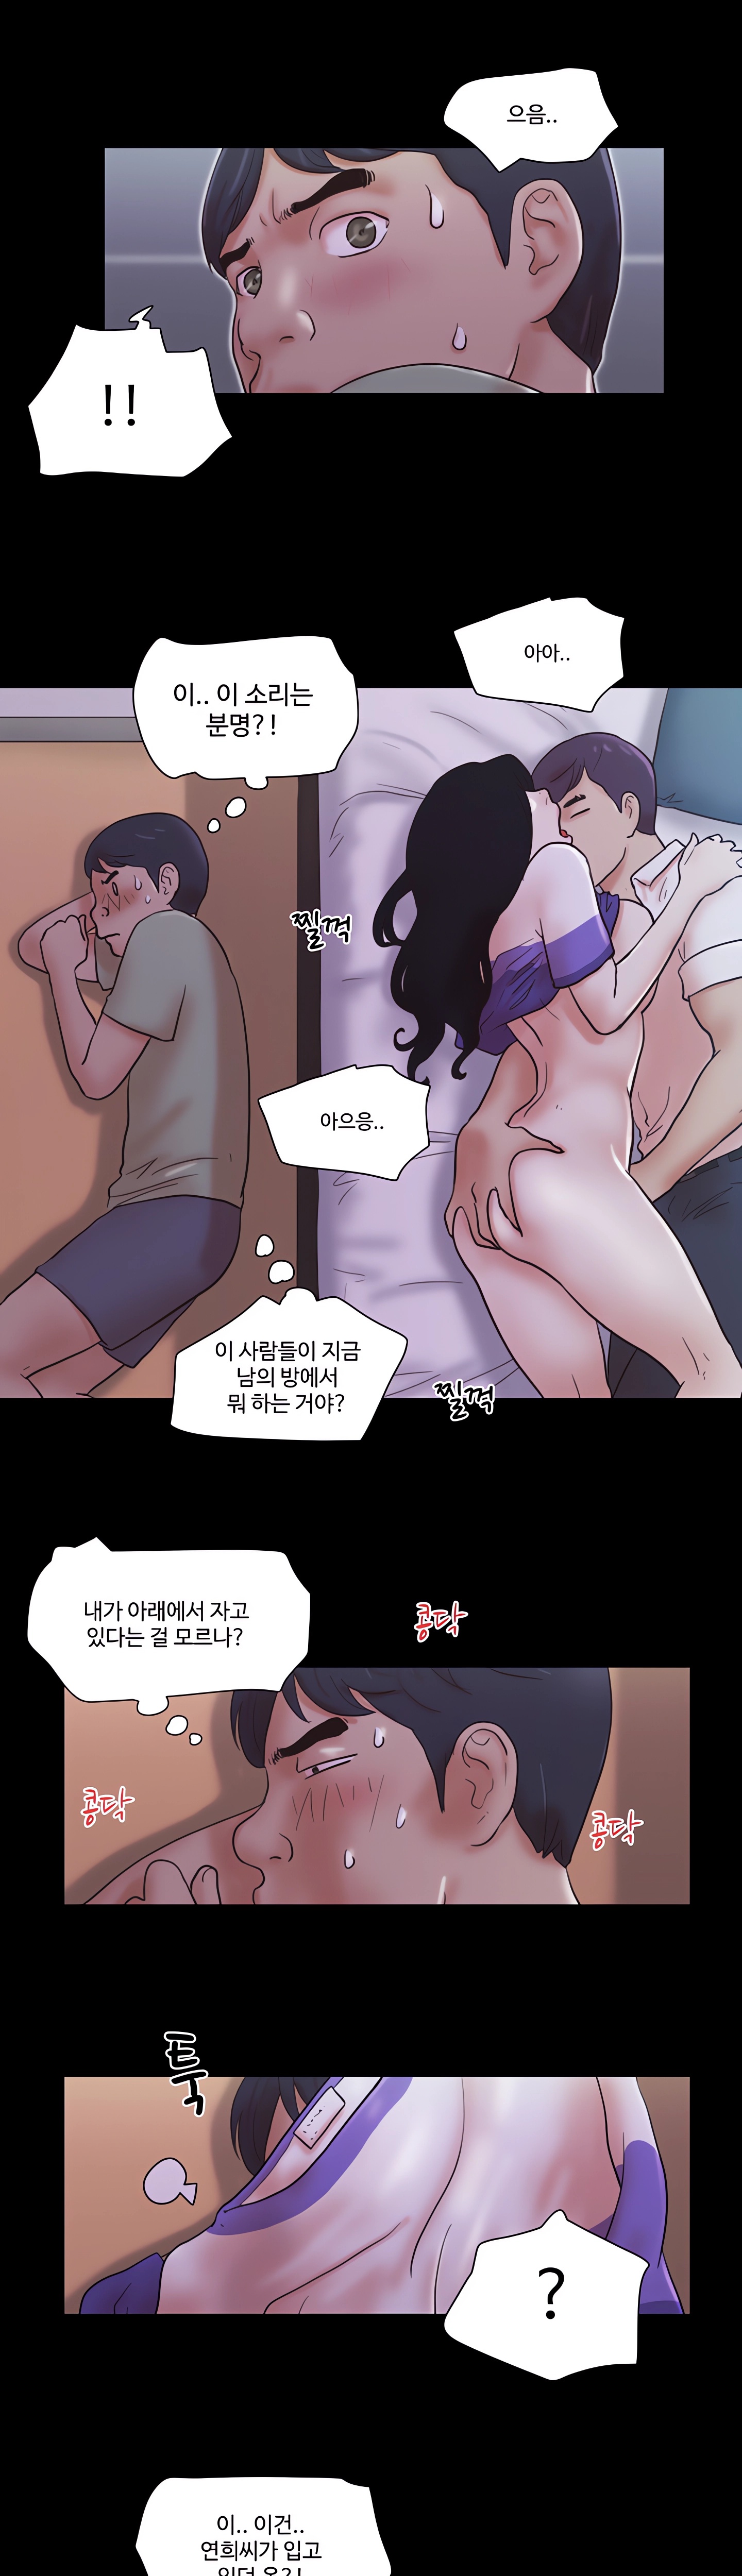 으음..
!!
아아..
이.. 이 소리는
분명?!
찔꺽
아으응..
이 사람들이 지금
남의 방에서
뭐 하는 거야?
찔꺽
내가 아래에서 자고
있다는 걸 모르나?
콩닥
콩닥
콩닥
툭
?
이.. 이건..
연희씨가 입고
있던 옷?!